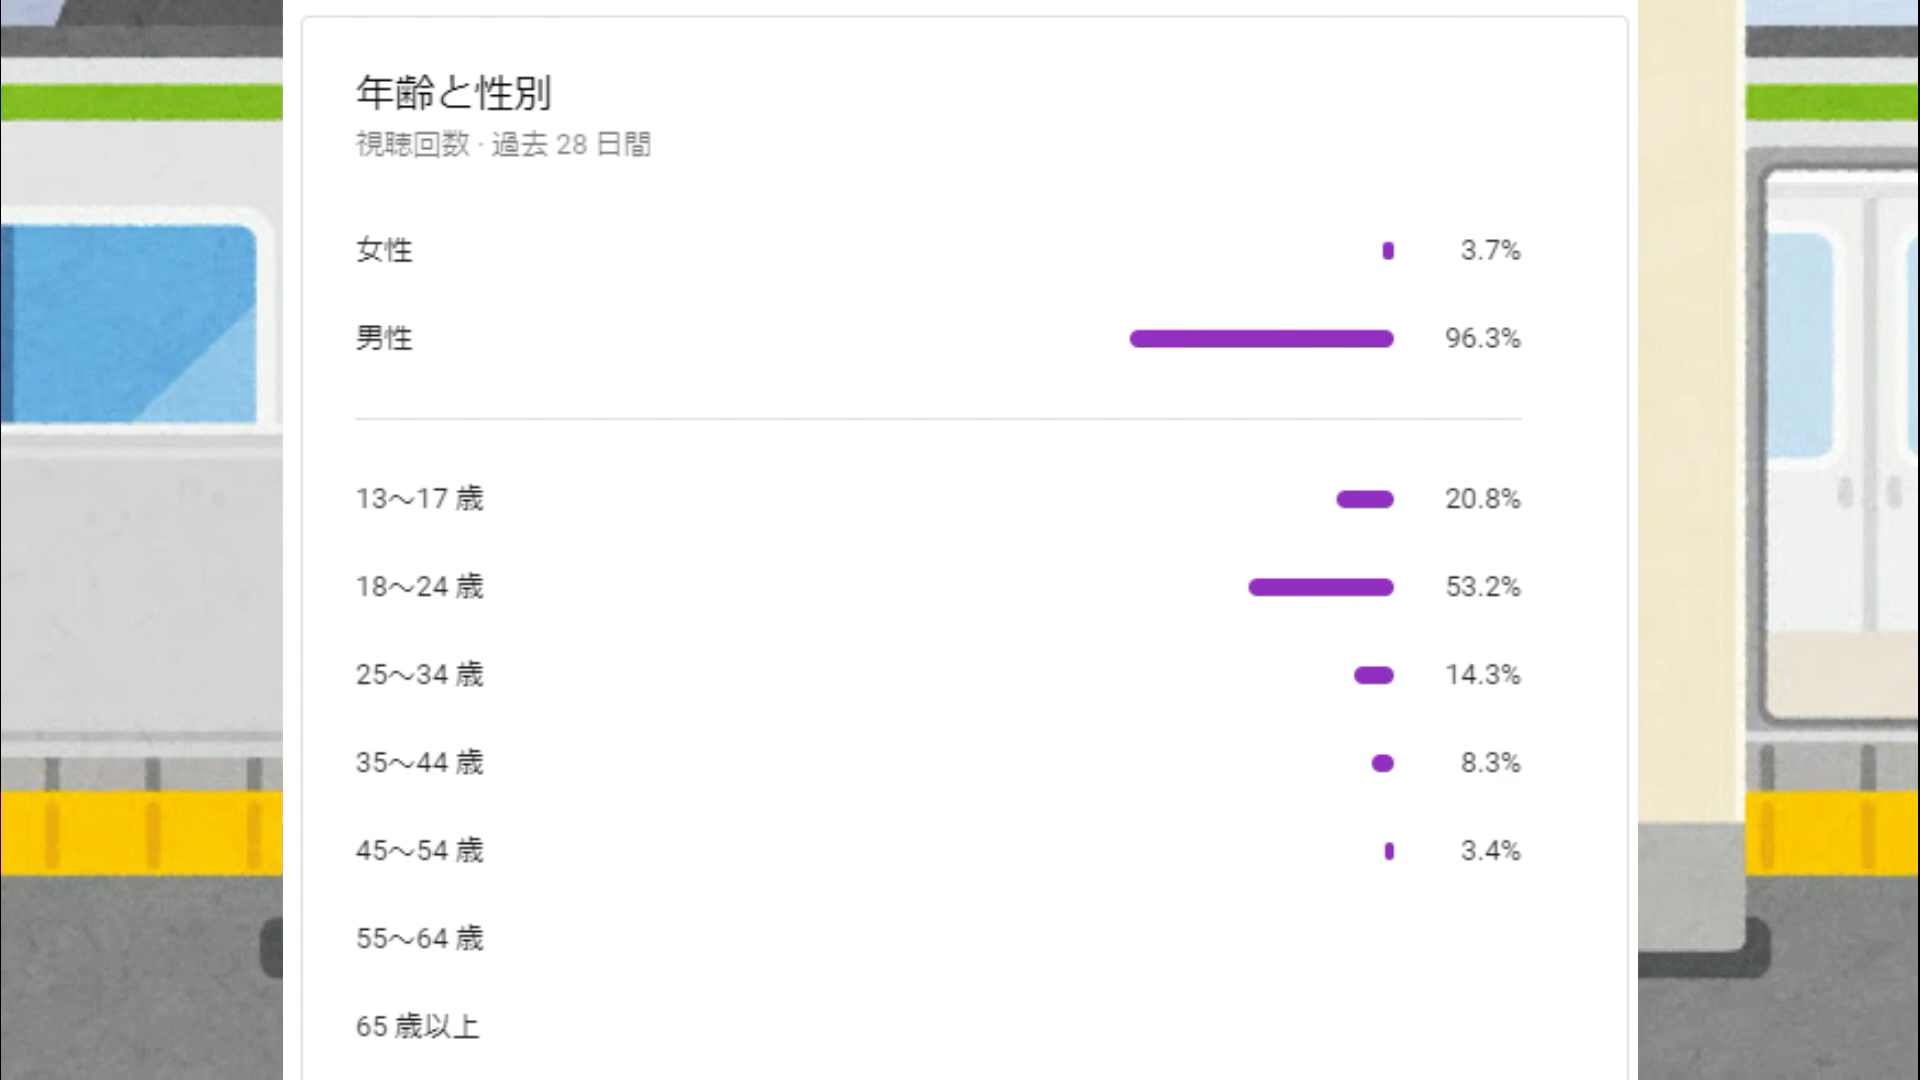 年齢と性別
視聴回数 · 過去 28 日間
女性 3.7%
男性 96.3%
13～17 歳 20.8%
18～24 歳 53.2%
25～34 歳 14.3%
35～44 歳 8.3%
45～54 歳 3.4%
55～64 歳
65 歳以上